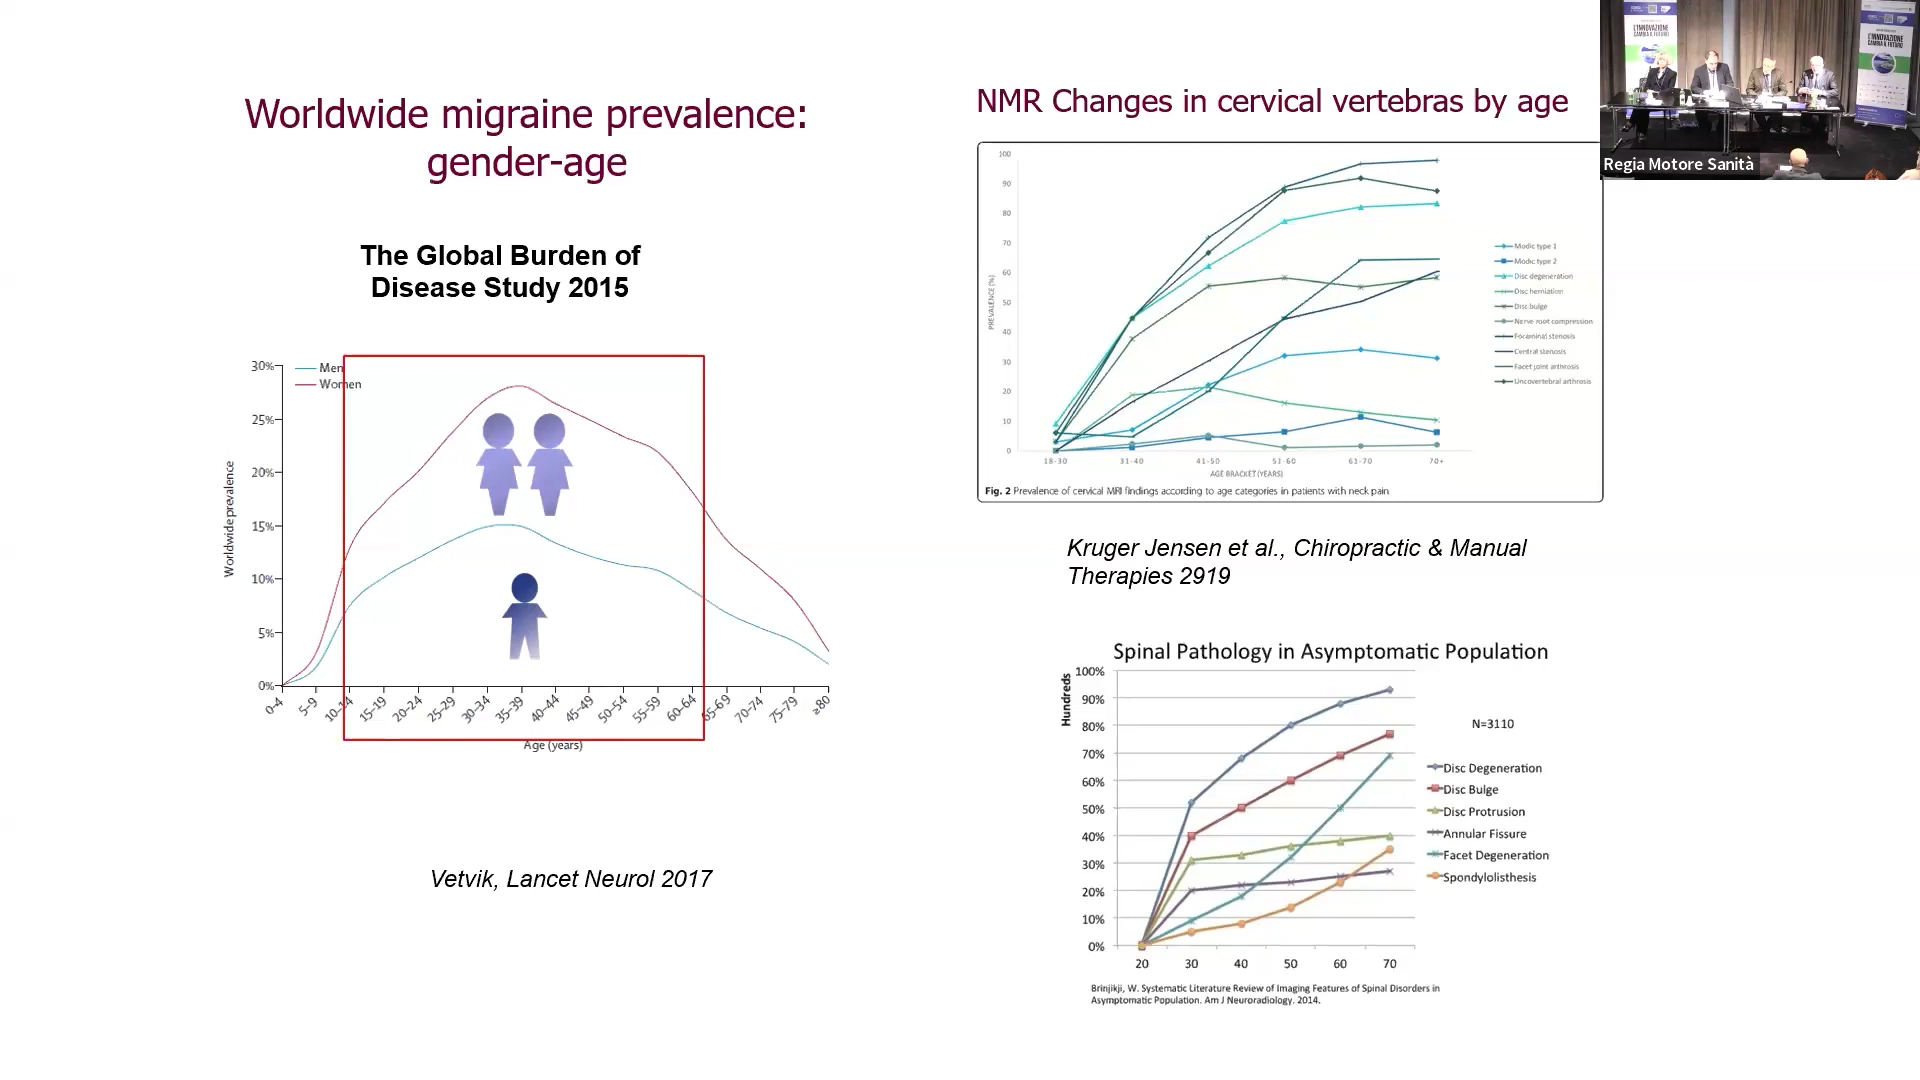 Worldwide migraine prevalence:
gender-age
The Global Burden of
Disease Study 2015
Men
Women
30%
25%
20%
15%
10%
5%
0%
Worldwide prevalence
0-4
5-9
10-14
15-19
20-24
25-29
30-34
35-39
40-44
45-49
50-54
55-59
60-64
65-69
70-74
75-79
≥80
Age (years)
Vetvik, Lancet Neurol 2017
NMR Changes in cervical vertebras by age
100
90
80
70
60
50
40
30
20
10
0
PREVALENCE (%)
18-30
31-40
41-50
51-60
61-70
70+
AGE BRACKET (YEARS)
Modic type 1
Modic type 2
Disc degeneration
Disc herniation
Disc bulge
Nerve root compression
Foraminal stenosis
Central stenosis
Facet joint arthrosis
Uncovertebral arthrosis
Fig. 2 Prevalence of cervical MRI findings according to age categories in patients with neck pain
Kruger Jensen et al., Chiropractic & Manual
Therapies 2919
Spinal Pathology in Asymptomatic Population
Hundreds
100%
90%
80%
70%
60%
50%
40%
30%
20%
10%
0%
20
30
40
50
60
70
N=3110
Disc Degeneration
Disc Bulge
Disc Protrusion
Annular Fissure
Facet Degeneration
Spondylolisthesis
Brinjikji, W. Systematic Literature Review of Imaging Features of Spinal Disorders in
Asymptomatic Population. Am J Neuroradiology. 2014.
L'INNOVAZIONE
CAMBIA IL FUTURO
L'INNOVAZIONE
CAMBIA IL FUTURO
Regia Motore Sanità